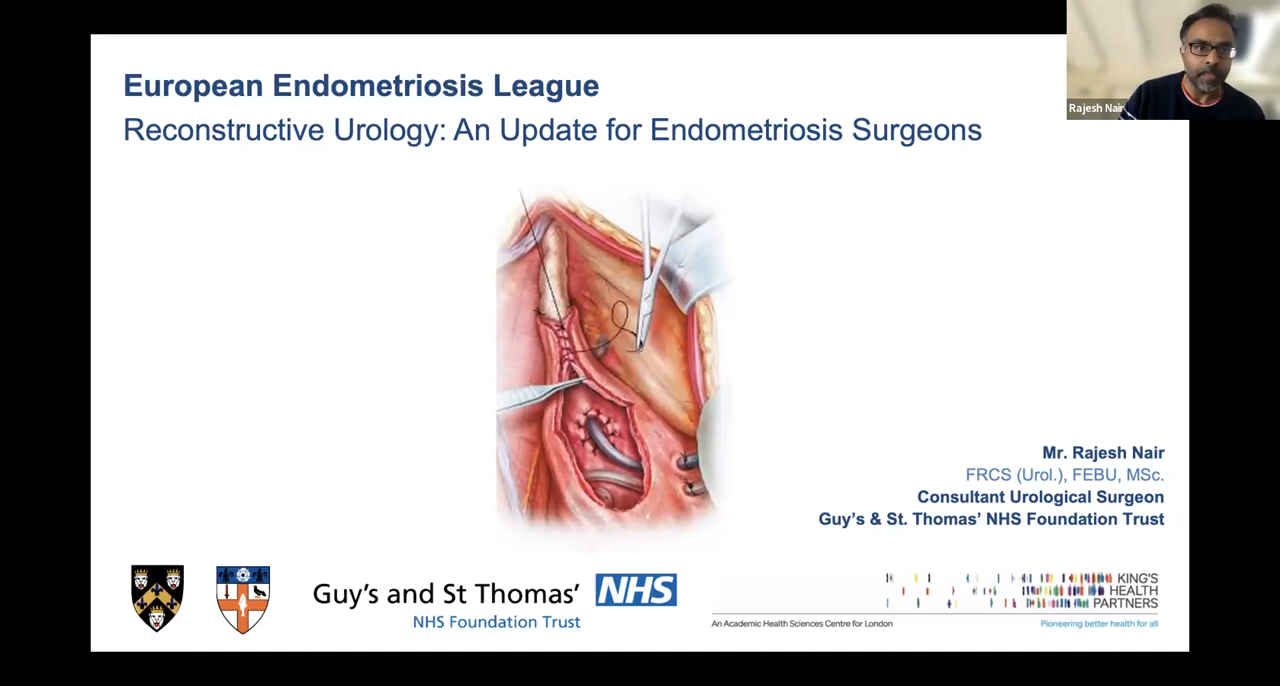 European Endometriosis League
Reconstructive Urology: An Update for Endometriosis Surgeons
Rajesh Nair
Mr. Rajesh Nair
FRCS (Urol.), FEBU, MSc.
Consultant Urological Surgeon
Guy's & St. Thomas' NHS Foundation Trust
Guy's and St Thomas' NHS
NHS Foundation Trust
KING'S
HEALTH
PARTNERS
An Academic Health Sciences Centre for London
Pioneering better health for all